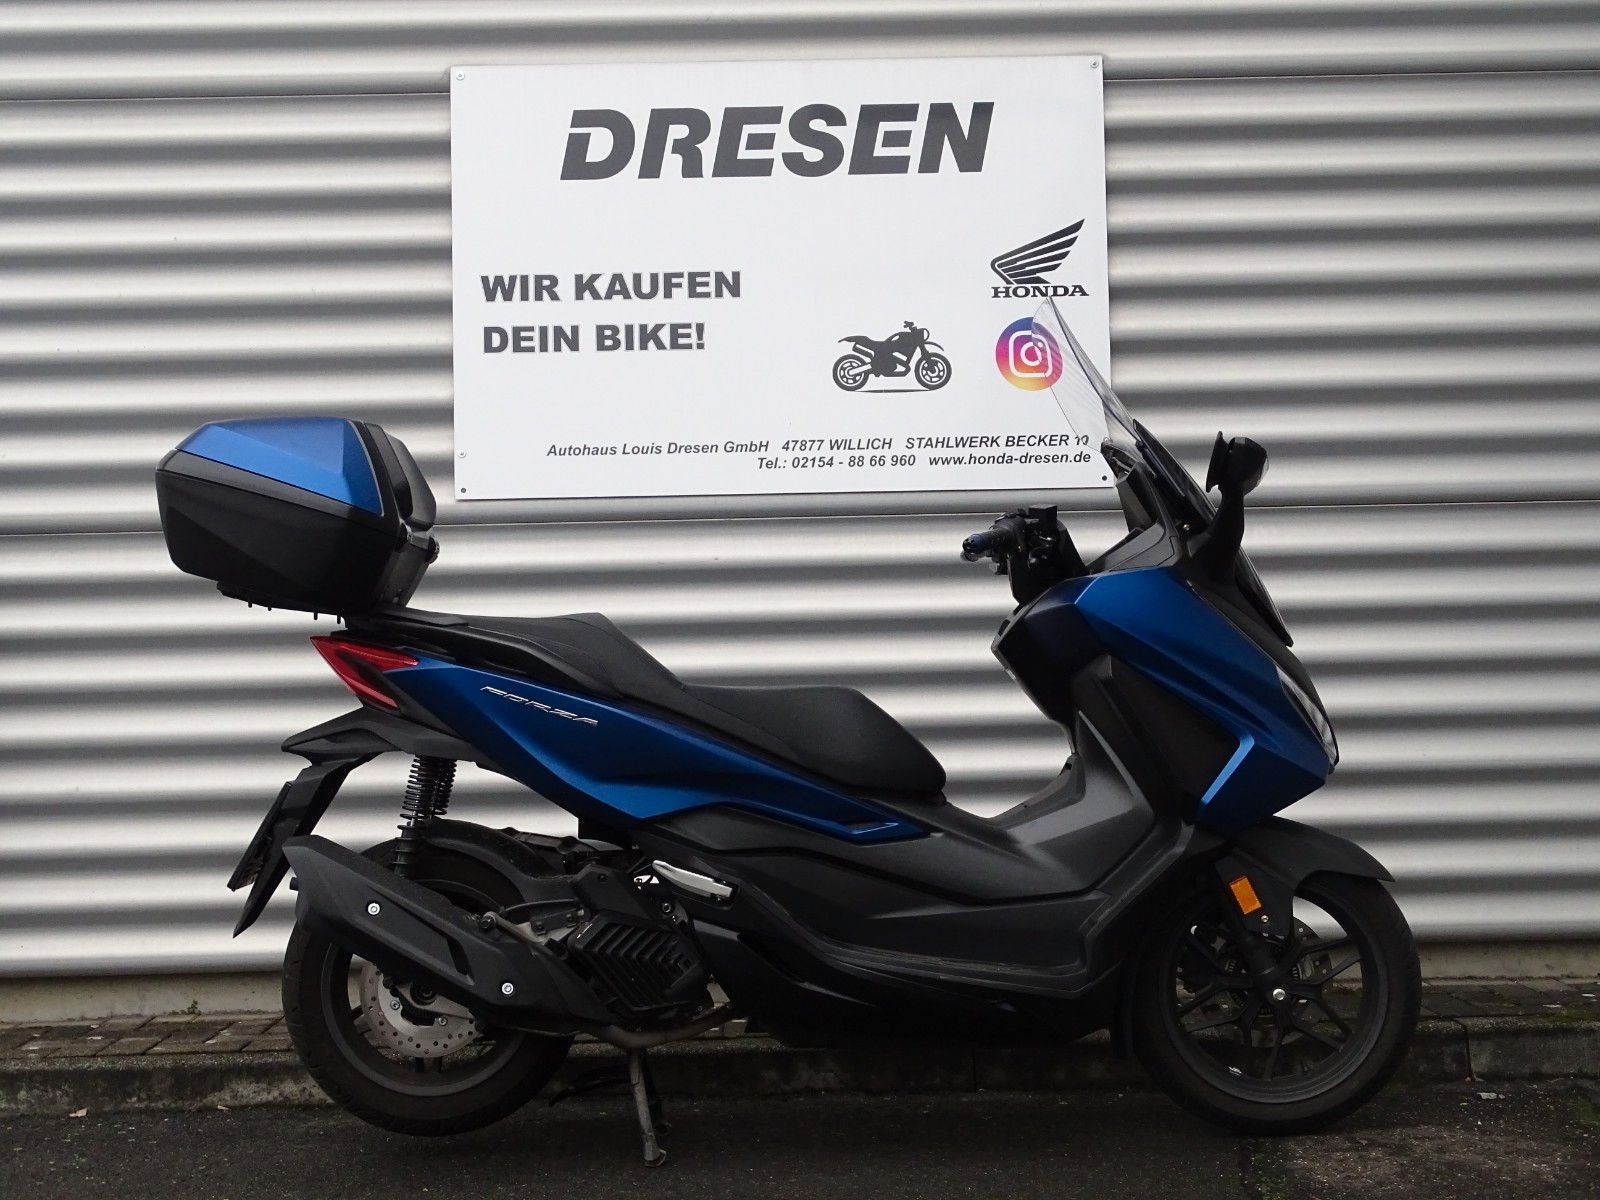 DRESEN
WIR KAUFEN
DEIN BIKE!
HONDA
Autohaus Louis Dresen GmbH 47877 WILLICH STAHLWERK BECKER
Tel.: 02154 - 88 66 960 www.honda-dresen.de
FORZA